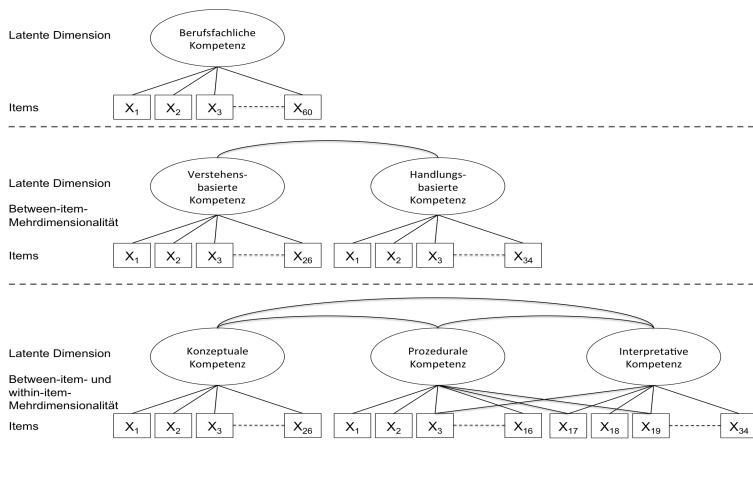 Latente Dimension
Berufsfachliche
Kompetenz
Items
X₁ X₂ X₃ X₆₀
Latente Dimension
Verstehens-
basierte
Kompetenz
Handlungs-
basierte
Kompetenz
Between-item-
Mehrdimensionalität
Items
X₁ X₂ X₃ X₂₆ X₁ X₂ X₃ X₃₄
Latente Dimension
Konzeptuale
Kompetenz
Prozedurale
Kompetenz
Interpretative
Kompetenz
Between-item- und
within-item-
Mehrdimensionalität
Items
X₁ X₂ X₃ X₂₆ X₁ X₂ X₃ X₁₆ X₁₇ X₁₈ X₁₉ X₃₄